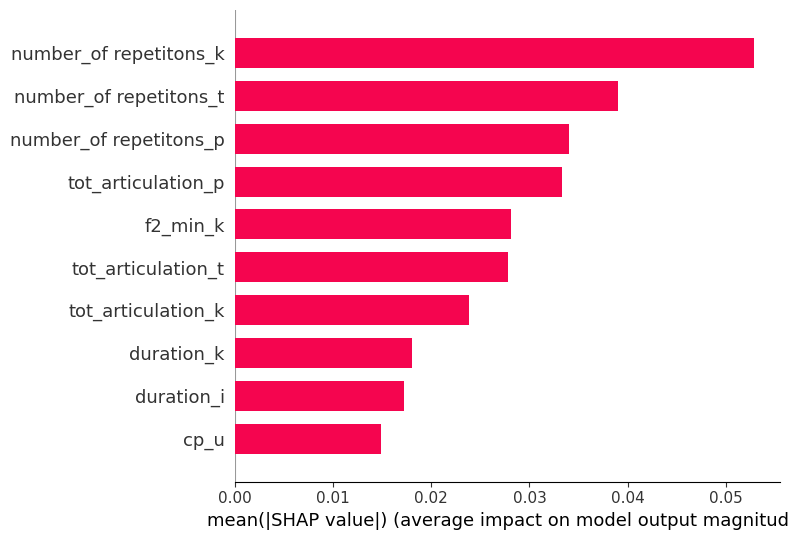 number_of repetitons_k
number_of repetitons_t
number_of repetitons_p
tot_articulation_p
f2_min_k
tot_articulation_t
tot_articulation_k
duration_k
duration_i
cp_u
0.00 0.01 0.02 0.03 0.04 0.05
mean(|SHAP value|) (average impact on model output magnitud